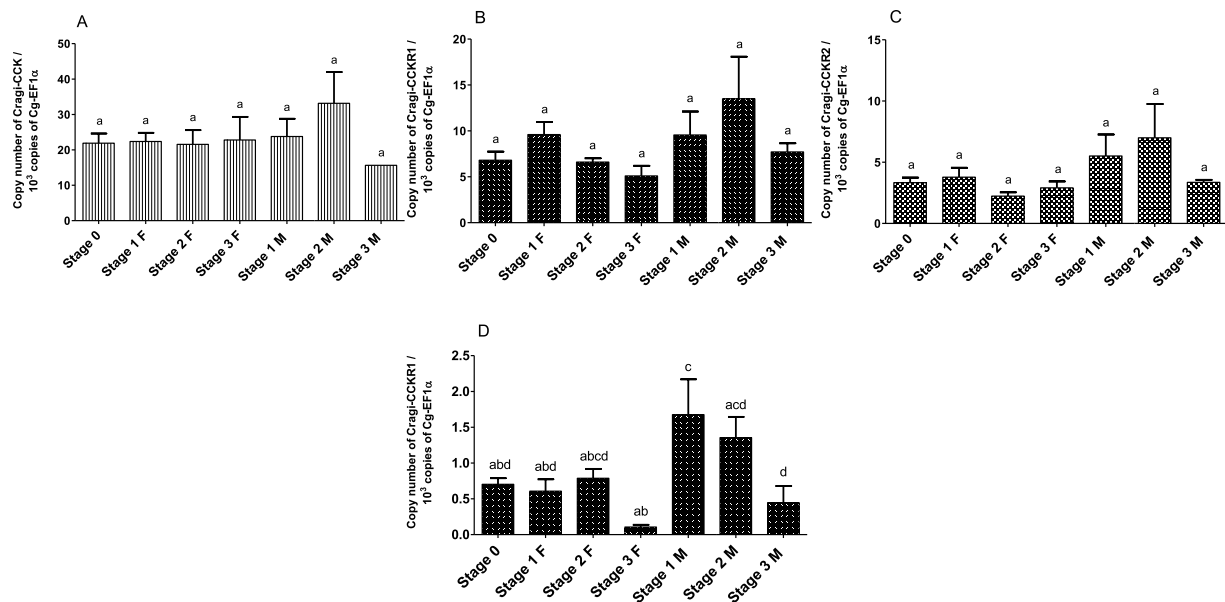 A
Copy number of Cragi-CCK /
10³ copies of Cg-EF1α
50
40
30
20
10
0
a a a a a a a
Stage 0
Stage 1 F
Stage 2 F
Stage 3 F
Stage 1 M
Stage 2 M
Stage 3 M
B
Copy number of Cragi-CCKR1 /
10³ copies of Cg-EF1α
20
15
10
5
0
a a a a a a a
Stage 0
Stage 1 F
Stage 2 F
Stage 3 F
Stage 1 M
Stage 2 M
Stage 3 M
C
Copy number of Cragi-CCKR2 /
10³ copies of Cg-EF1α
15
10
5
0
a a a a a a a
Stage 0
Stage 1 F
Stage 2 F
Stage 3 F
Stage 1 M
Stage 2 M
Stage 3 M
D
Copy number of Cragi-CCKR1 /
10³ copies of Cg-EF1α
2.5
2.0
1.5
1.0
0.5
0.0
abd abd abcd ab c acd d
Stage 0
Stage 1 F
Stage 2 F
Stage 3 F
Stage 1 M
Stage 2 M
Stage 3 M